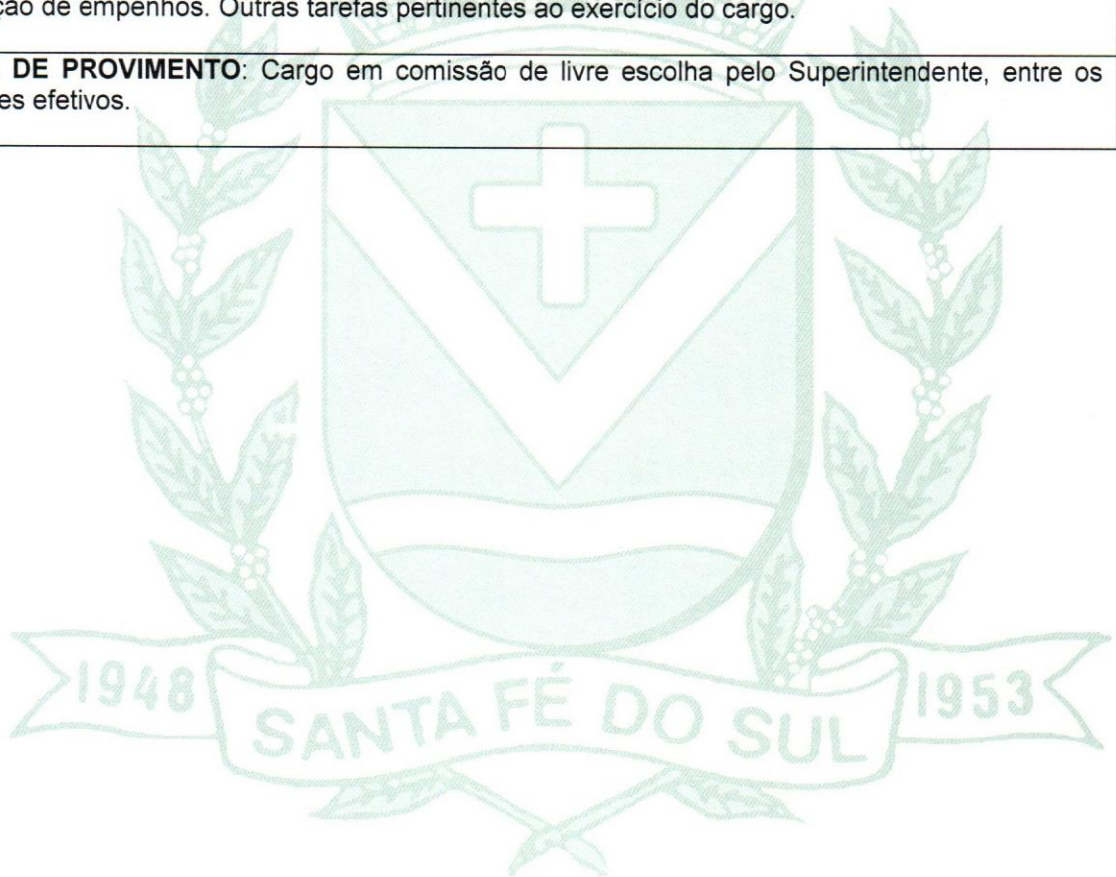 ção de empenhos. Outras tarefas pertinentes ao exercício do cargo.
DE PROVIMENTO: Cargo em comissão de livre escolha pelo Superintendente, entre os
es efetivos.
1948
SANTA FÉ DO SUL
1953